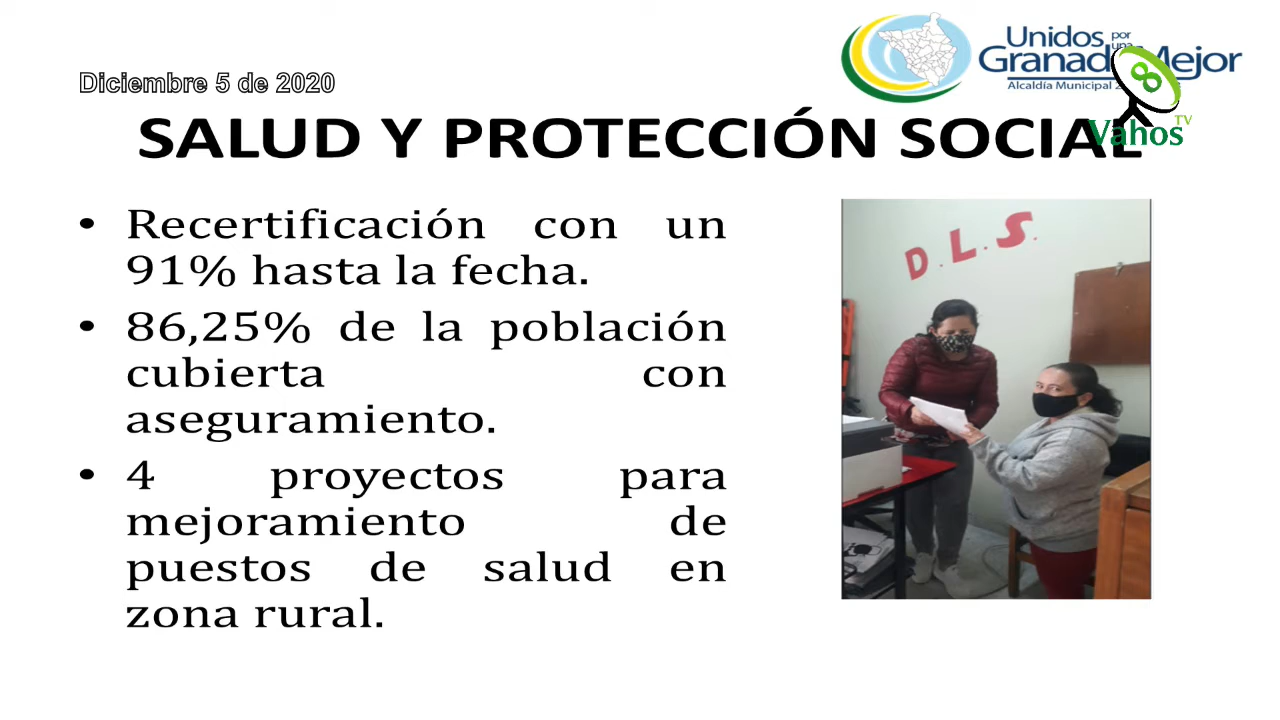 Unidos por
una
Diciembre 5 de 2020
Alcaldía Municipal
SALUD Y PROTECCIÓN SOCIAL
Vahos TV
• Recertificación con un
91% hasta la fecha.
• 86,25% de la población
cubierta con
aseguramiento.
• 4 proyectos para
mejoramiento de
puestos de salud en
zona rural.
D.L.S.